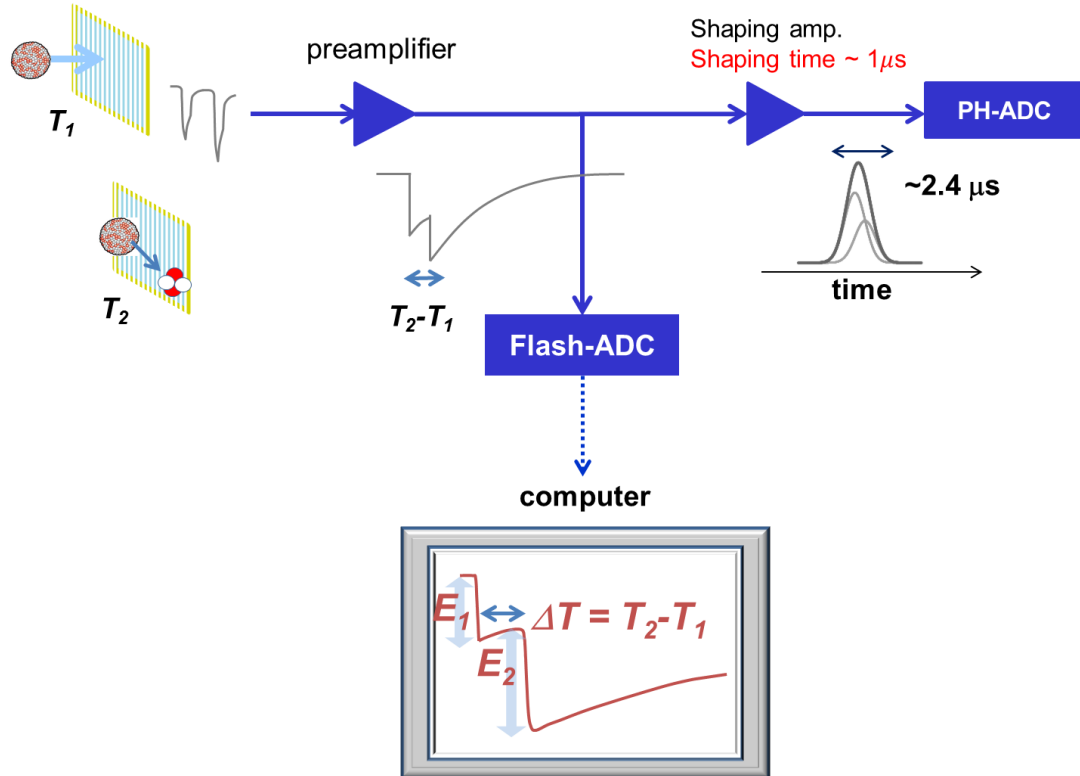 preamplifier
Shaping amp.
Shaping time ~ 1μs
T1
PH-ADC
~2.4 μs
T2
T2-T1
time
Flash-ADC
computer
E1
ΔT = T2-T1
E2